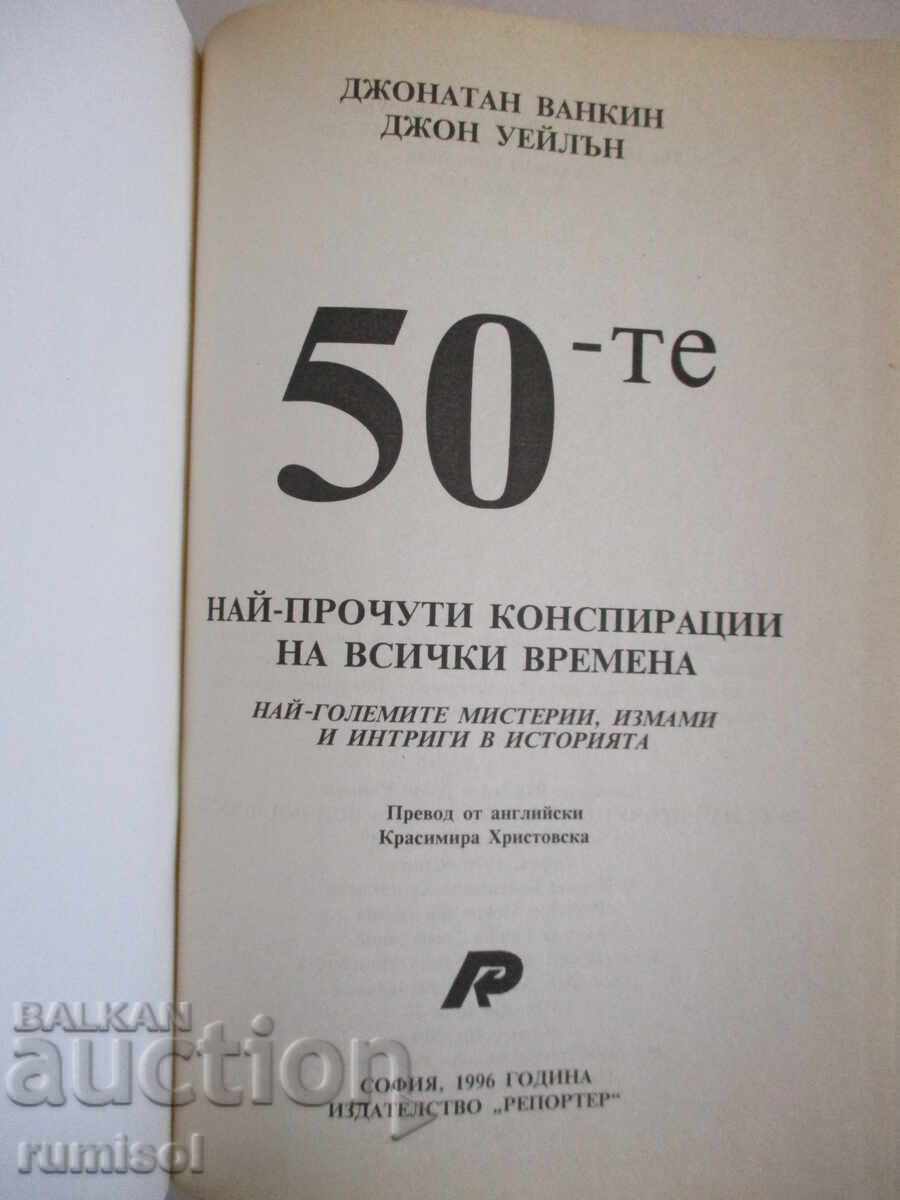 ДЖОНАТАН ВАНКИН
ДЖОН УЕЙЛЪН
50-те
НАЙ-ПРОЧУТИ КОНСПИРАЦИИ
НА ВСИЧКИ ВРЕМЕНА
НАЙ-ГОЛЕМИТЕ МИСТЕРИИ, ИЗМАМИ
И ИНТРИГИ В ИСТОРИЯТА
Превод от английски
Красимира Христовска
СОФИЯ, 1996 ГОДИНА
ИЗДАТЕЛСТВО „РЕПОРТЕР“
BALKAN
auction
rumisol